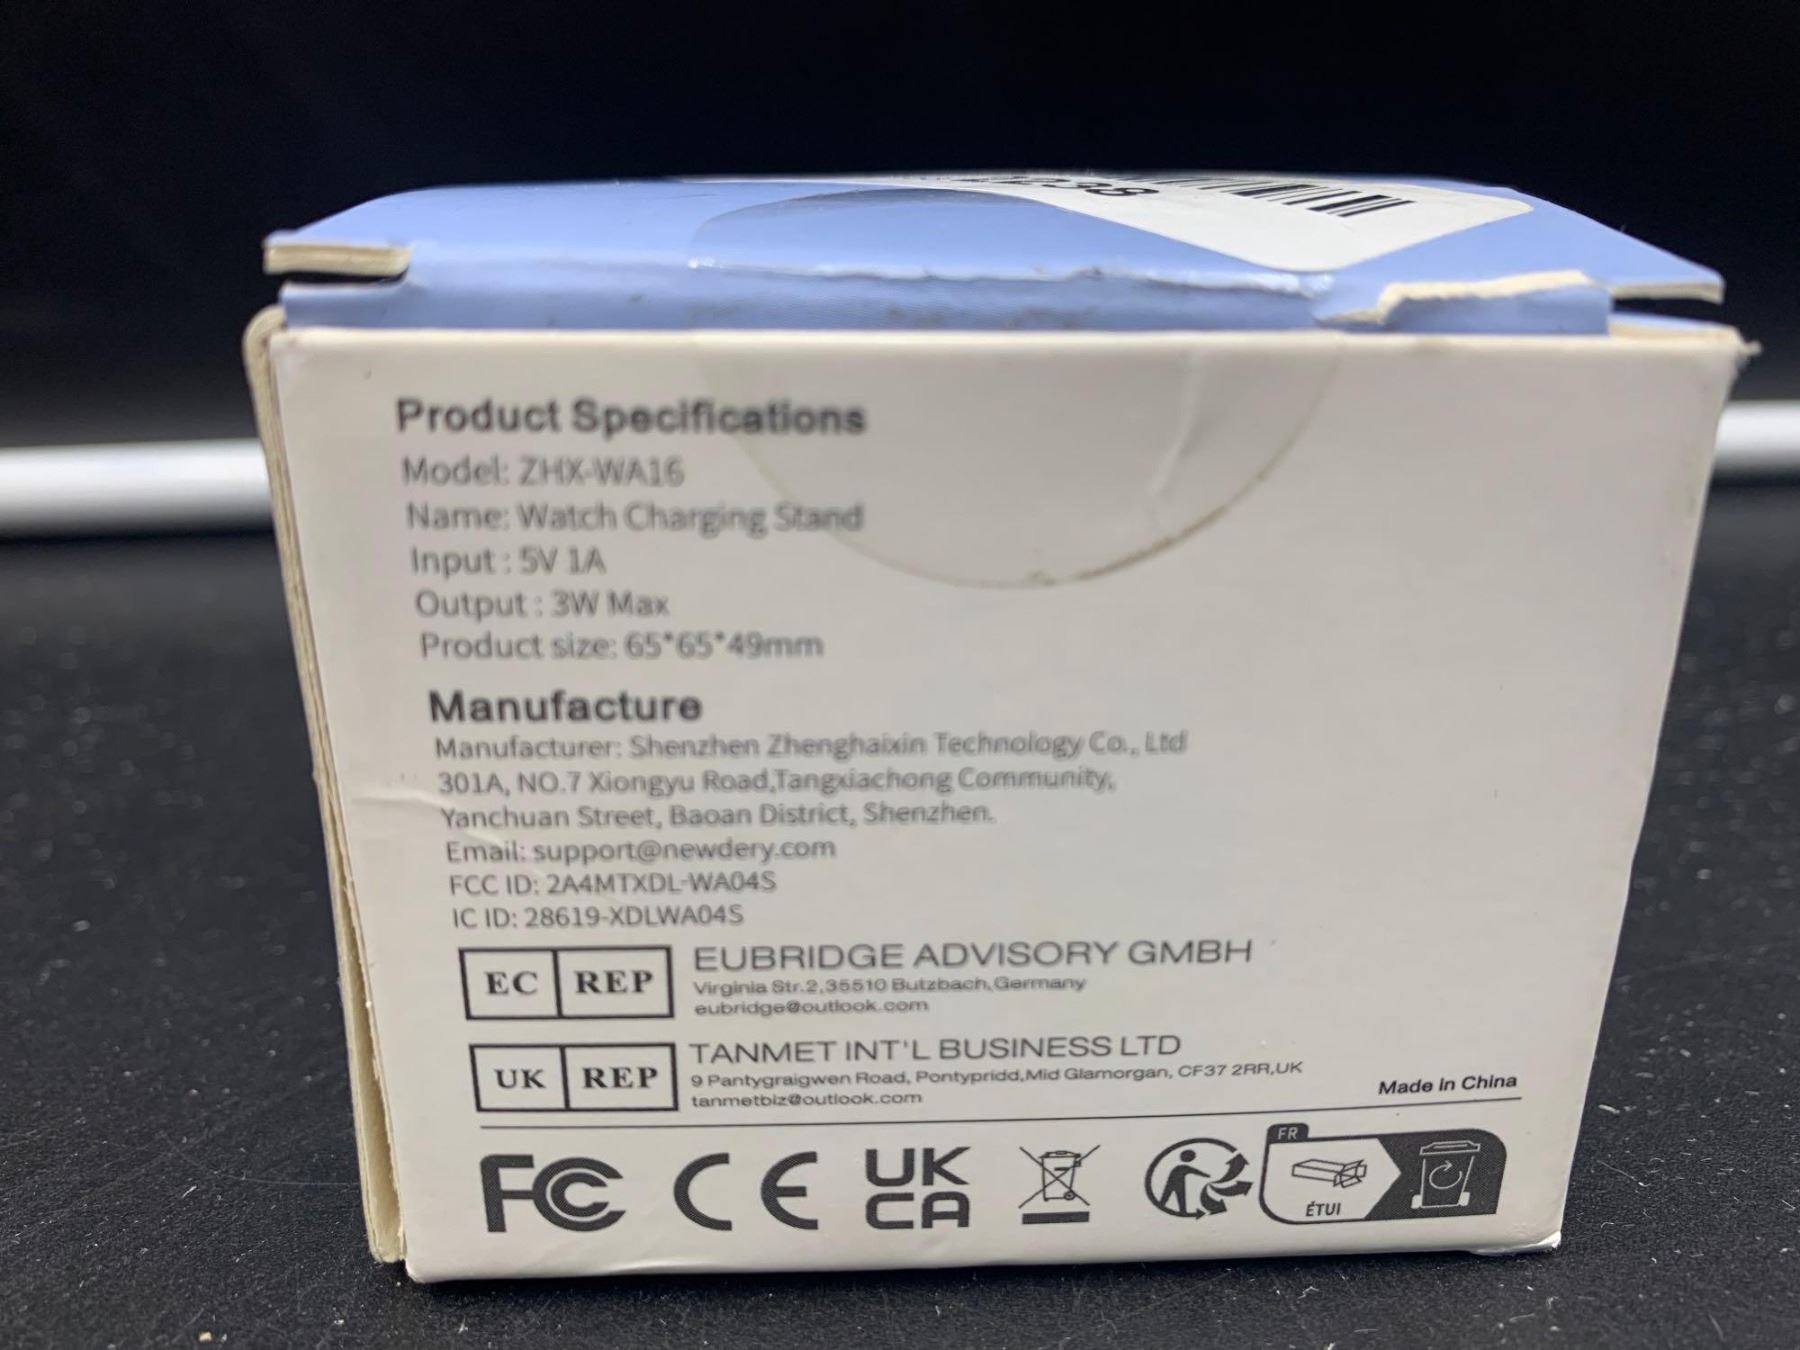 238
Product Specifications
Model: ZHX-WA16
Name: Watch Charging Stand
Input : 5V 1A
Output : 3W Max
Product size: 65*65*49mm
Manufacture
Manufacturer: Shenzhen Zhenghaixin Technology Co., Ltd
301A, NO.7 Xiongyu Road,Tangxiachong Community,
Yanchuan Street, Baoan District, Shenzhen.
Email: support@newdery.com
FCC ID: 2A4MTXDL-WA04S
IC ID: 28619-XDLWA04S
EC REP
EUBRIDGE ADVISORY GMBH
Virginia Str.2,35510 Butzbach,Germany
eubridge@outlook.com
UK REP
TANMET INT'L BUSINESS LTD
9 Pantygraigwen Road, Pontypridd,Mid Glamorgan, CF37 2RR,UK
tanmetbiz@outlook.com
Made in China
FC CE UK
CA
FR
ÉTUI